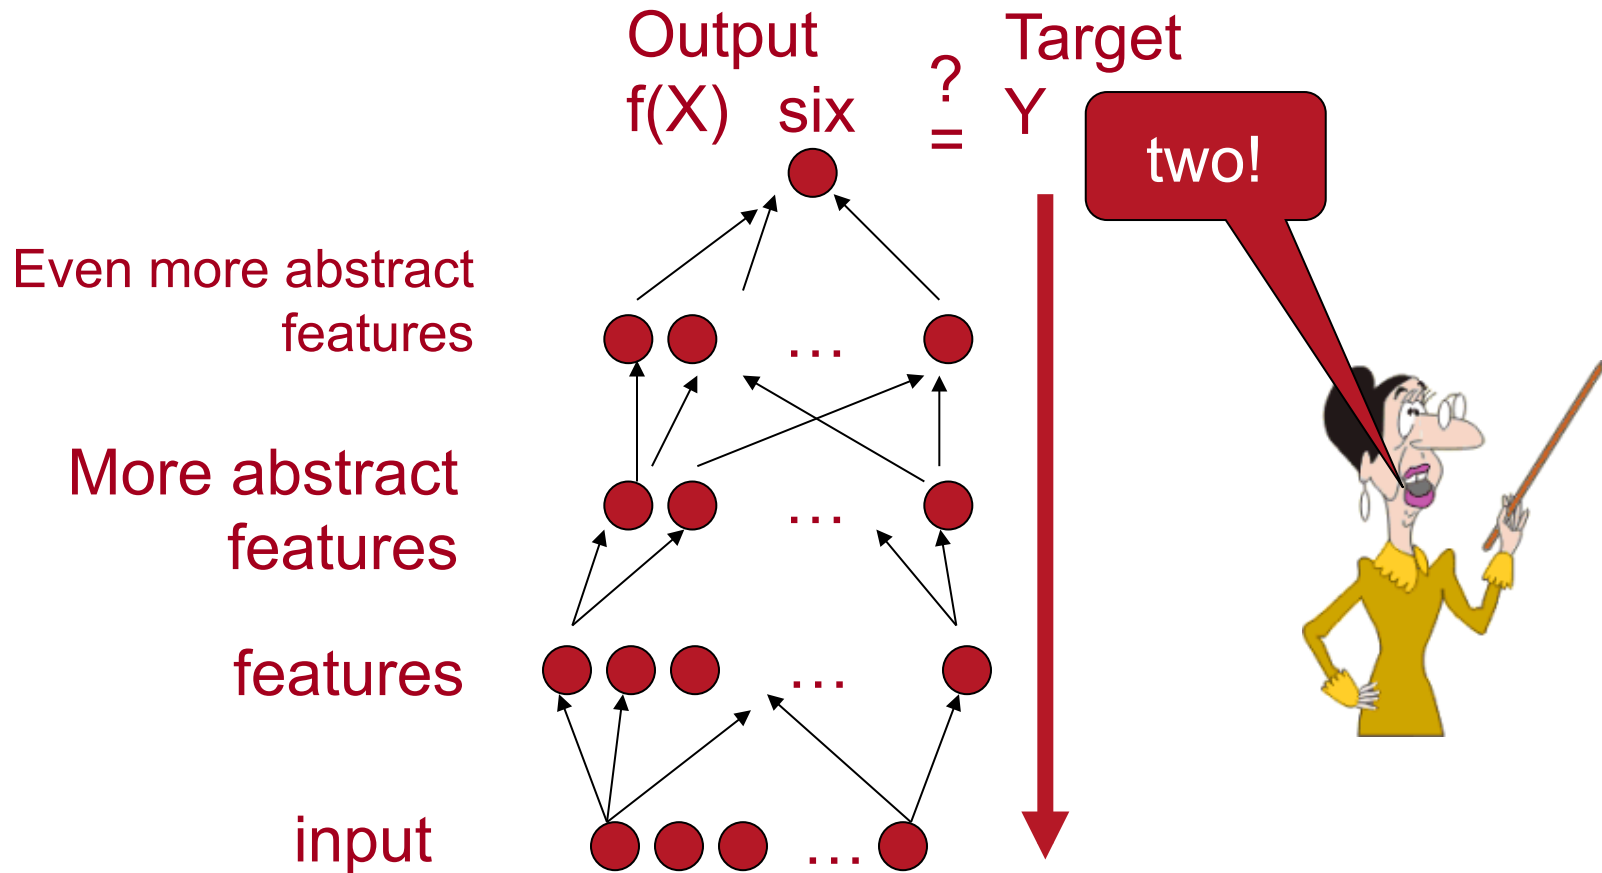 Output
f(X) six
?
=
Target
Y
two!
Even more abstract
features
…
More abstract
features
…
features
…
input
…